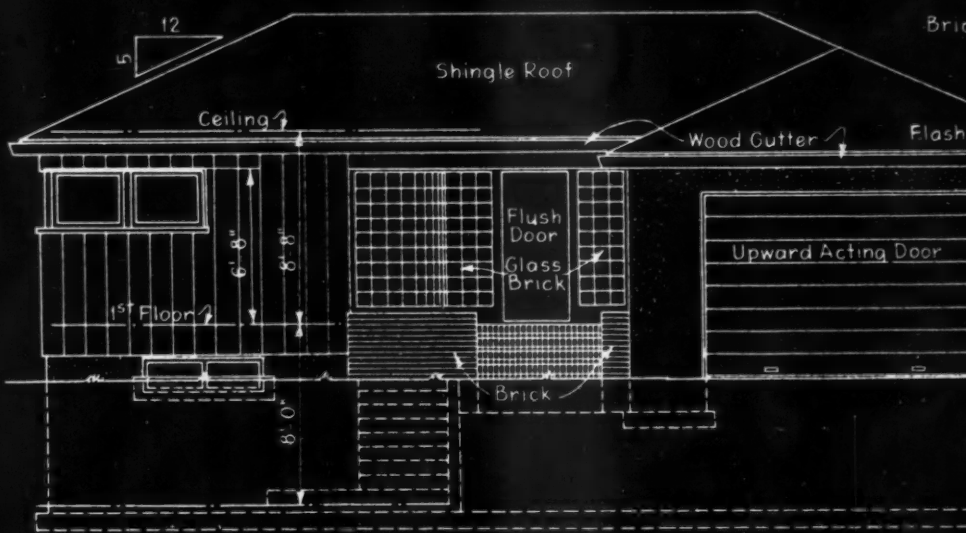 12
5
Shingle Roof
Ceiling
Wood Gutter
6'-8"
8'-8"
Flush
Door
Glass
Brick
Upward Acting Door
1st Floor
Brick
8'-0"